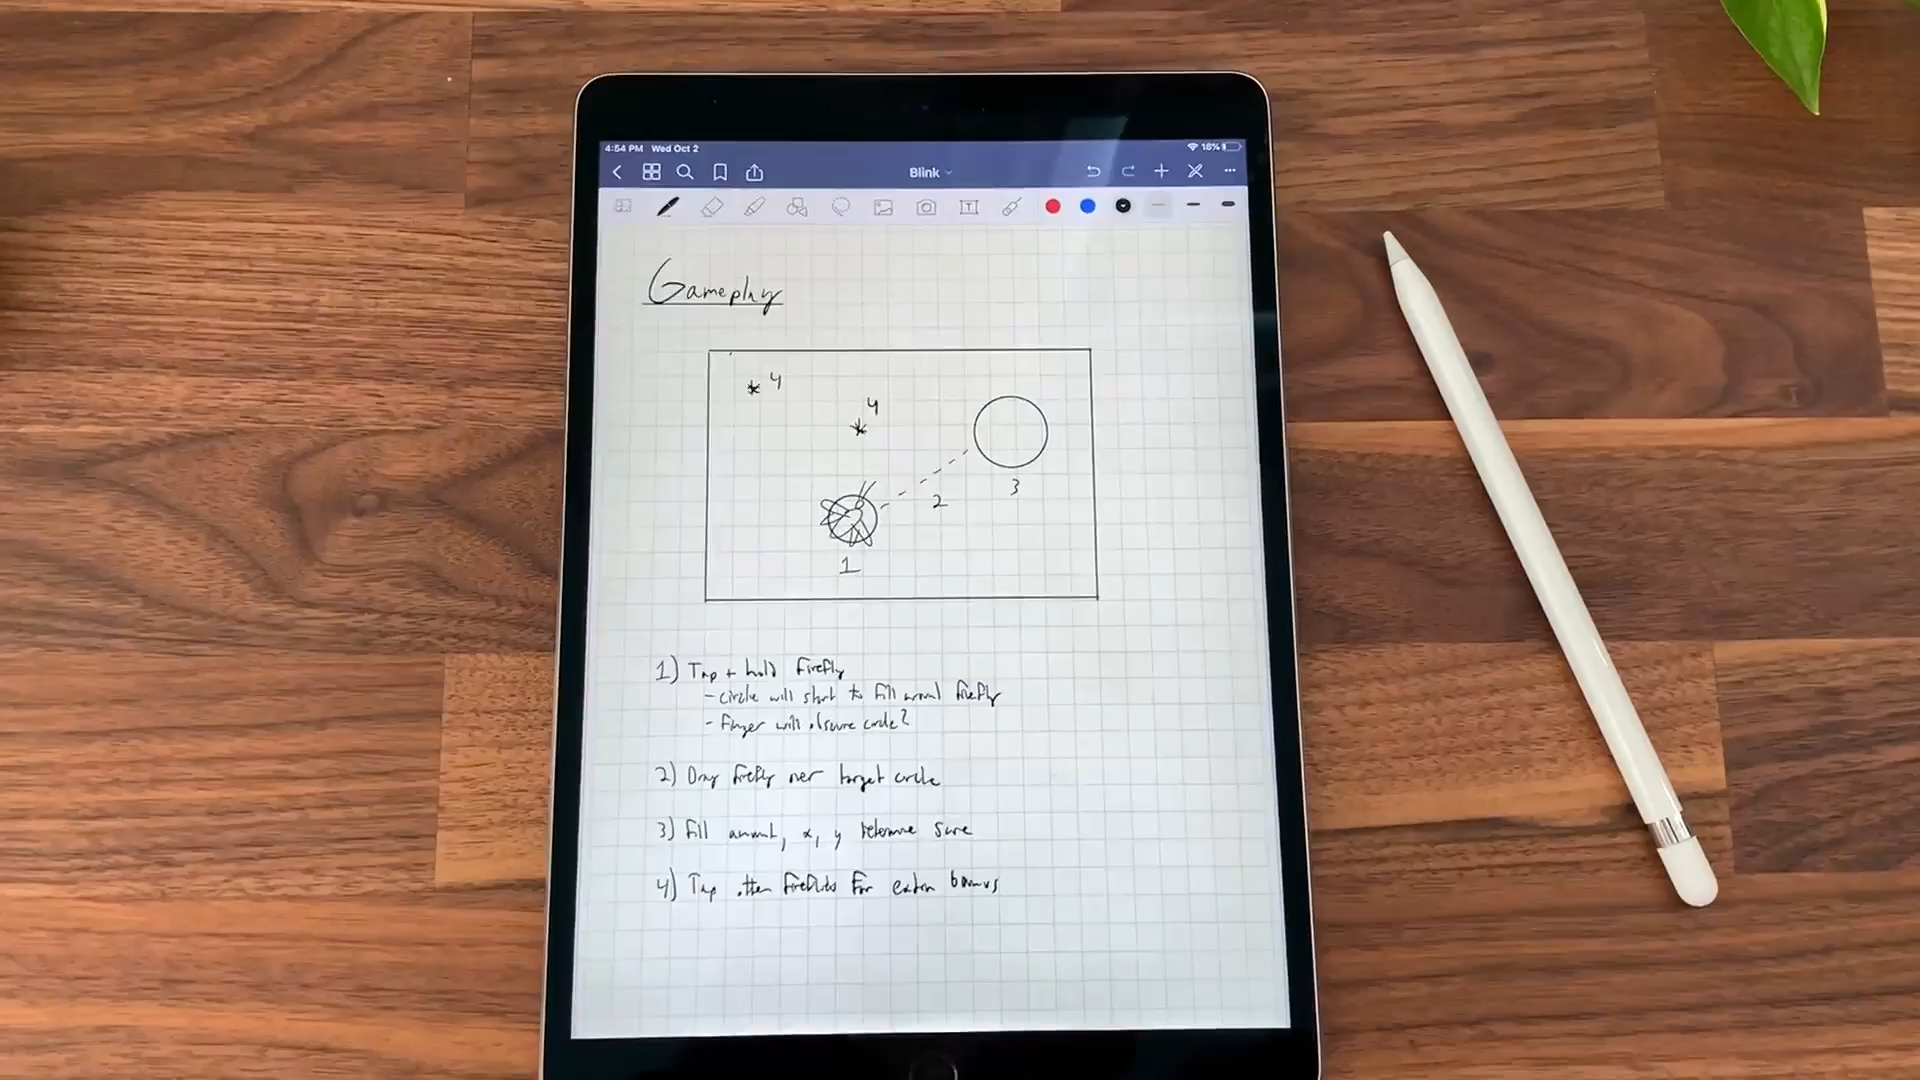 4:54 PM Wed Oct 2 16%
Blink
T
Gameplay
4
4
2
3
1
1) Tap + hold firefly
- circle will start to fill around firefly
- finger will obscure circle?
2) Drag firefly over target circle
3) Fill amount, x, y determine score
4) Tap other fireflies for extra bonus